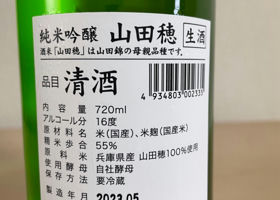 純米吟醸 山田穂 生酒
酒米「山田穂」は山田錦の母親品種です。
品目 清酒
4 934803 002335
内容量 720ml
アルコール分 16度
原材料名 米(国産)、米麹(国産米)
精米歩合 55%
原料米 兵庫県産 山田穂100%使用
使用酵母 自社酵母
保存方法 要冷蔵
製造年月 2023.05